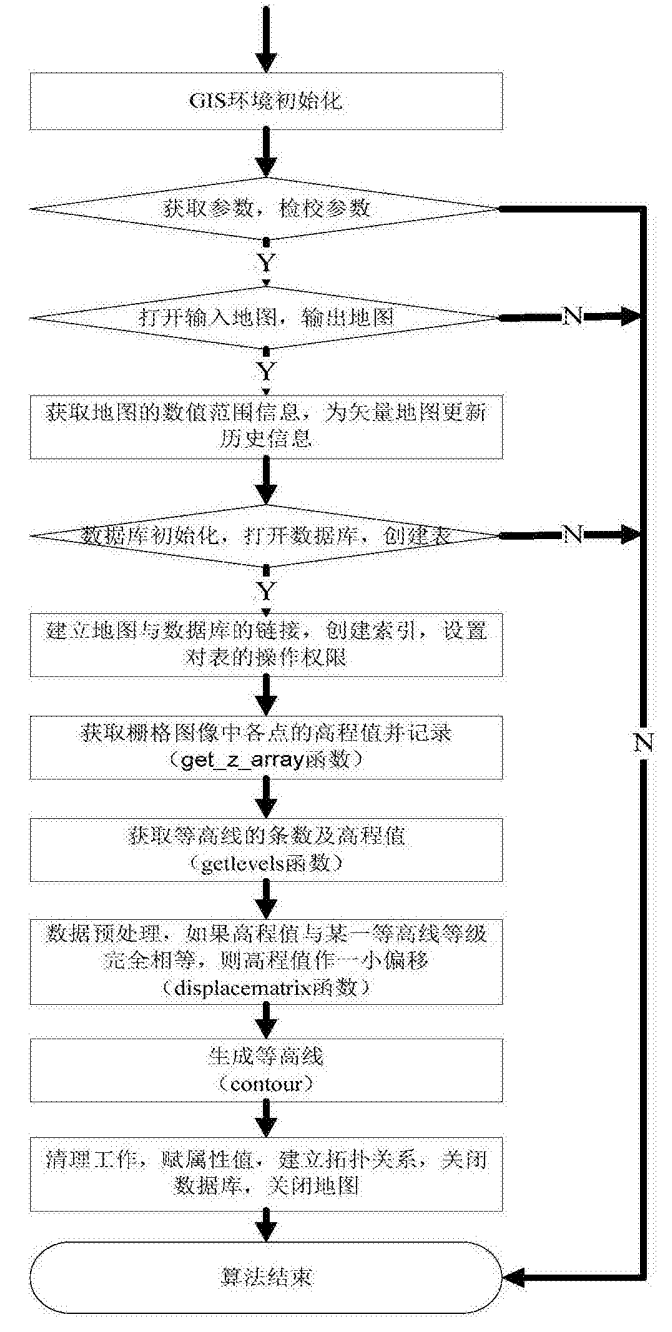 GIS环境初始化
获取参数，检校参数
Y
打开输入地图，输出地图
N
Y
获取地图的数值范围信息，为矢量地图更新
历史信息
数据库初始化，打开数据库，创建表
N
Y
建立地图与数据库的链接，创建索引，设置
对表的操作权限
获取栅格图像中各点的高程值并记录
（get_z_array函数）
N
获取等高线的条数及高程值
（getlevels函数）
数据预处理，如果高程值与某一等高线等级
完全相等，则高程值作一小偏移
（displacematrix函数）
生成等高线
（contour）
清理工作，赋属性值，建立拓扑关系，关闭
数据库，关闭地图
算法结束